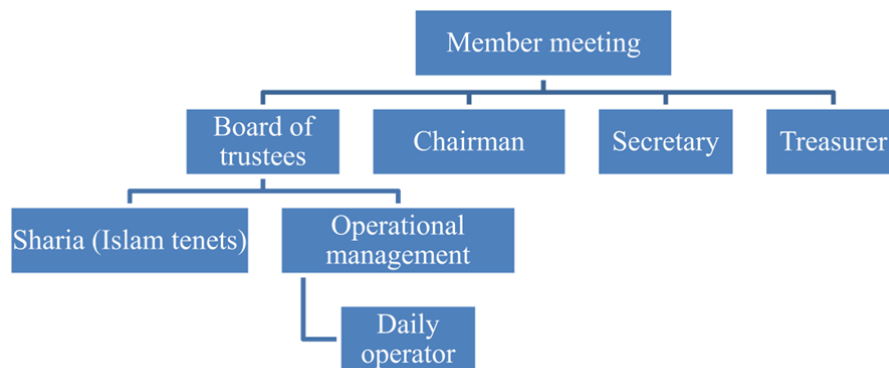 Member meeting
Board of
trustees
Chairman
Secretary
Treasurer
Sharia (Islam tenets)
Operational
management
Daily
operator